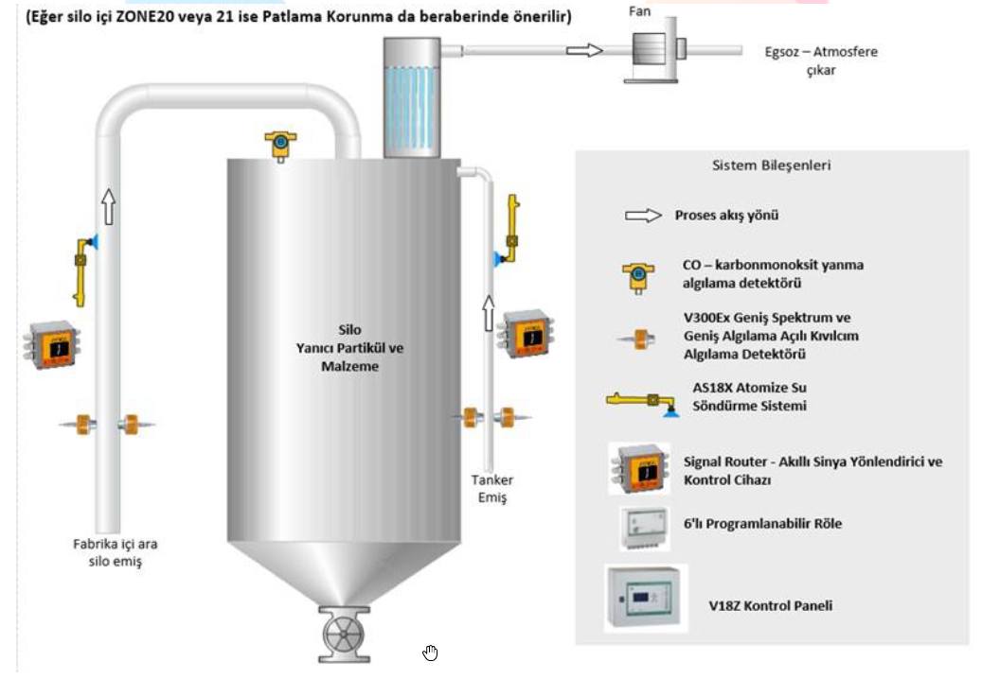 (Eğer silo içi ZONE20 veya 21 ise Patlama Korunma da beraberinde önerilir)
Fan
Egsoz – Atmosfere
çıkar
Sistem Bileşenleri
Proses akış yönü
CO – karbonmonoksit yanma
algılama detektörü
V300Ex Geniş Spektrum ve
Geniş Algılama Açılı Kıvılcım
Algılama Detektörü
AS18X Atomize Su
Söndürme Sistemi
Signal Router - Akıllı Sinya Yönlendirici ve
Kontrol Cihazı
6'lı Programlanabilir Röle
V18Z Kontrol Paneli
Silo
Yanıcı Partikül ve
Malzeme
Tanker
Emiş
Fabrika içi ara
silo emiş